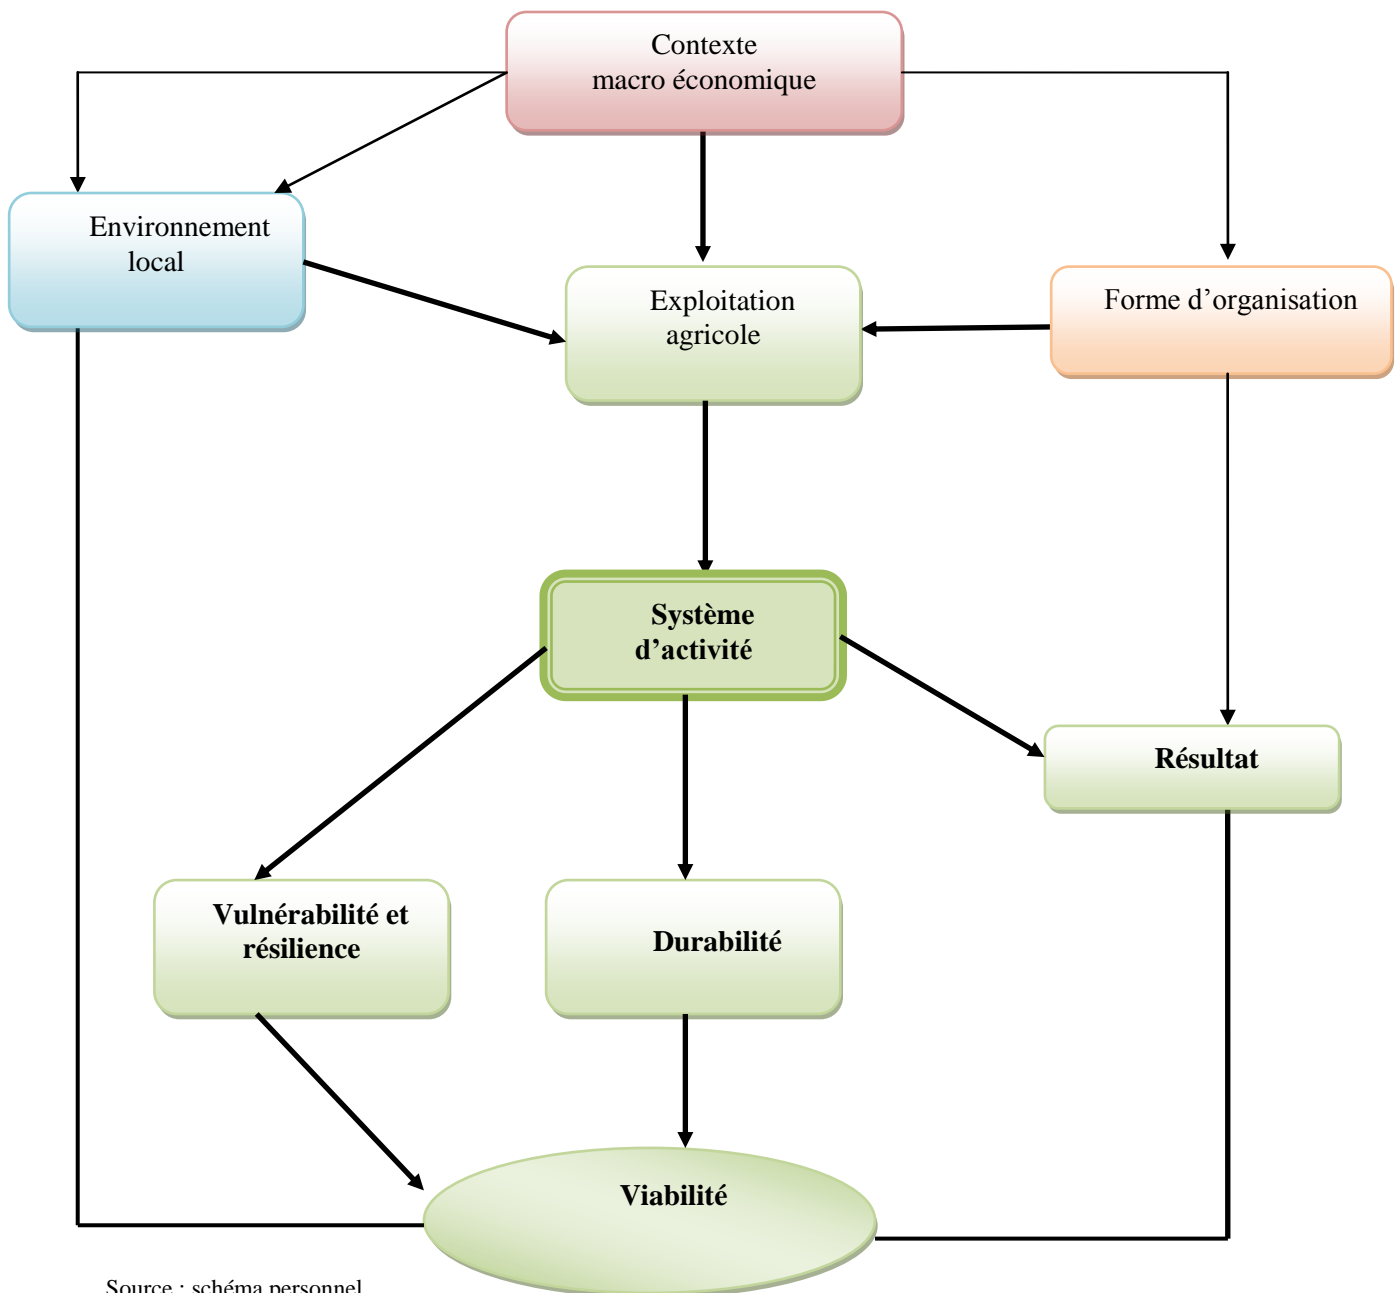 Contexte
macro économique
Environnement
local
Exploitation
agricole
Forme d’organisation
Système
d’activité
Résultat
Vulnérabilité et
résilience
Durabilité
Viabilité
Source : schéma personnel